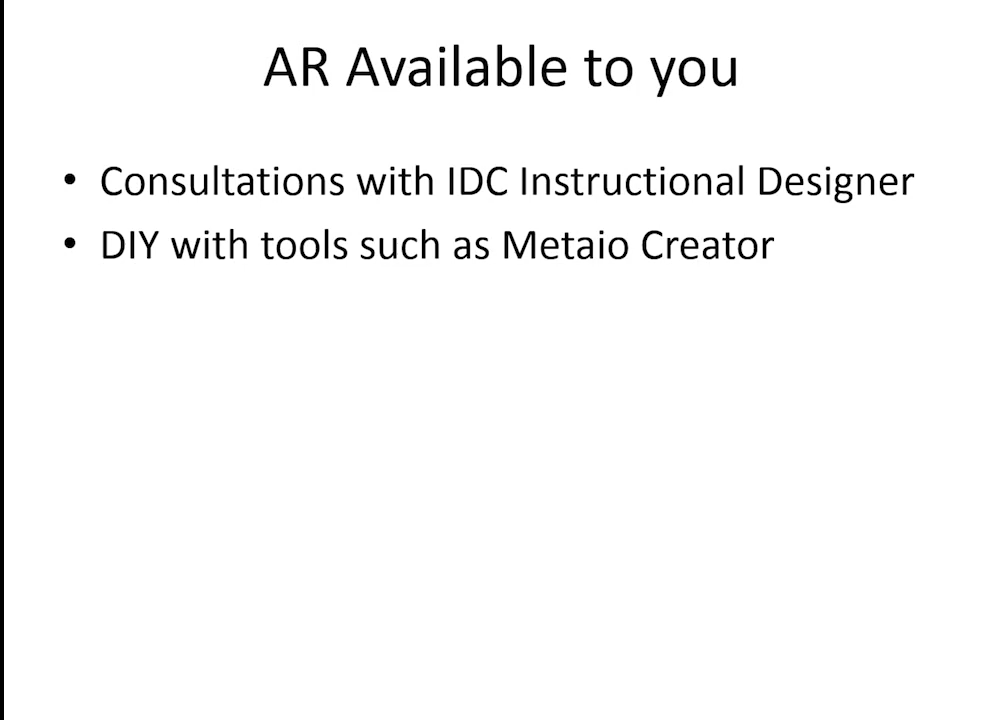 AR Available to you
• Consultations with IDC Instructional Designer
• DIY with tools such as Metaio Creator